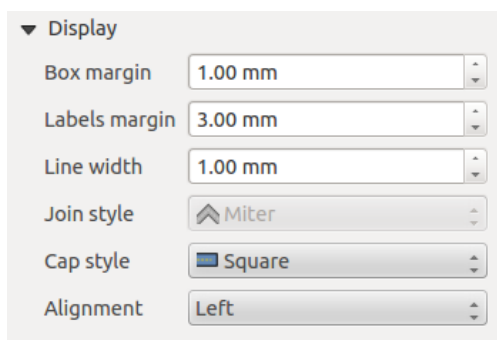 Display
Box margin 1.00 mm
Labels margin 3.00 mm
Line width 1.00 mm
Join style Miter
Cap style Square
Alignment Left